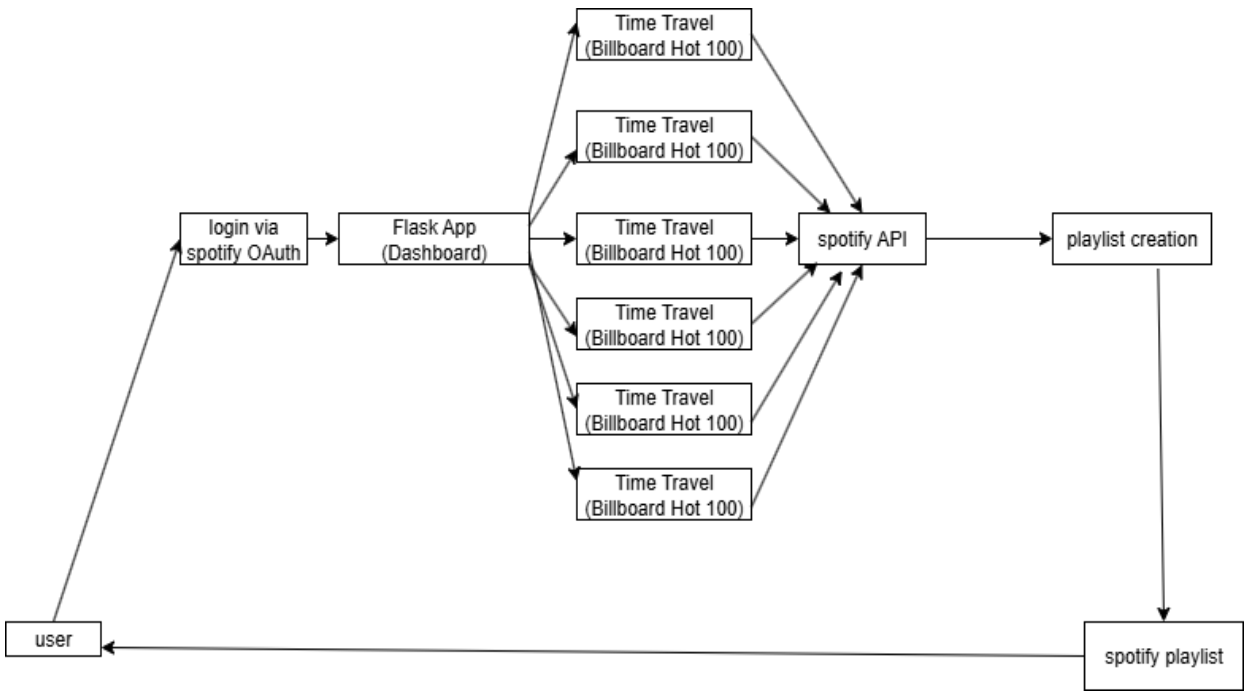 Time Travel
(Billboard Hot 100)
Time Travel
(Billboard Hot 100)
login via
spotify OAuth
Flask App
(Dashboard)
Time Travel
(Billboard Hot 100)
spotify API
playlist creation
Time Travel
(Billboard Hot 100)
Time Travel
(Billboard Hot 100)
Time Travel
(Billboard Hot 100)
user
spotify playlist